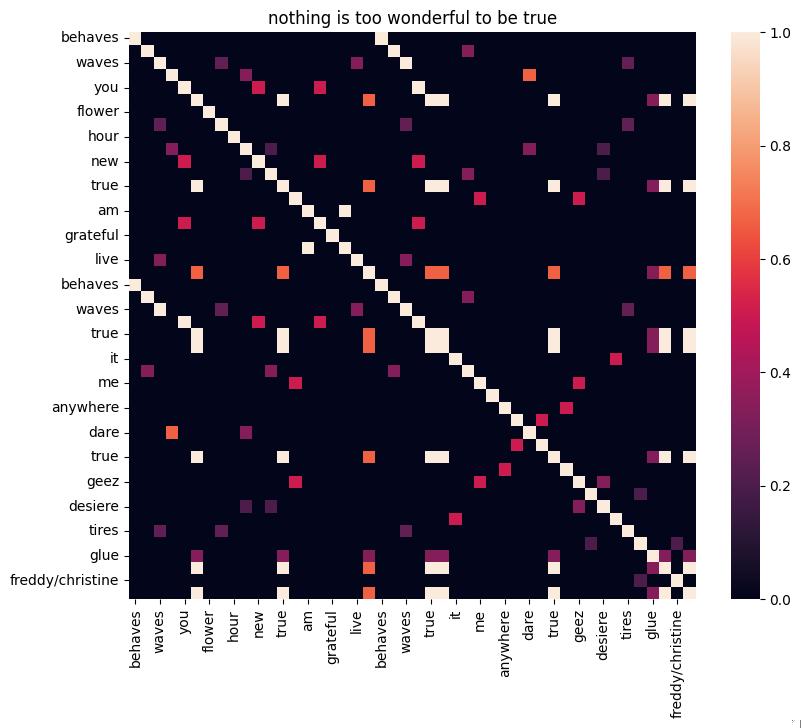 nothing is too wonderful to be true
behaves
waves
you
flower
hour
new
true
am
grateful
live
behaves
waves
true
it
me
anywhere
dare
true
geez
desiere
tires
glue
freddy/christine
1.0
0.8
0.6
0.4
0.2
0.0
behaves
waves
you
flower
hour
new
true
am
grateful
live
behaves
waves
true
it
me
anywhere
dare
true
geez
desiere
tires
glue
freddy/christine